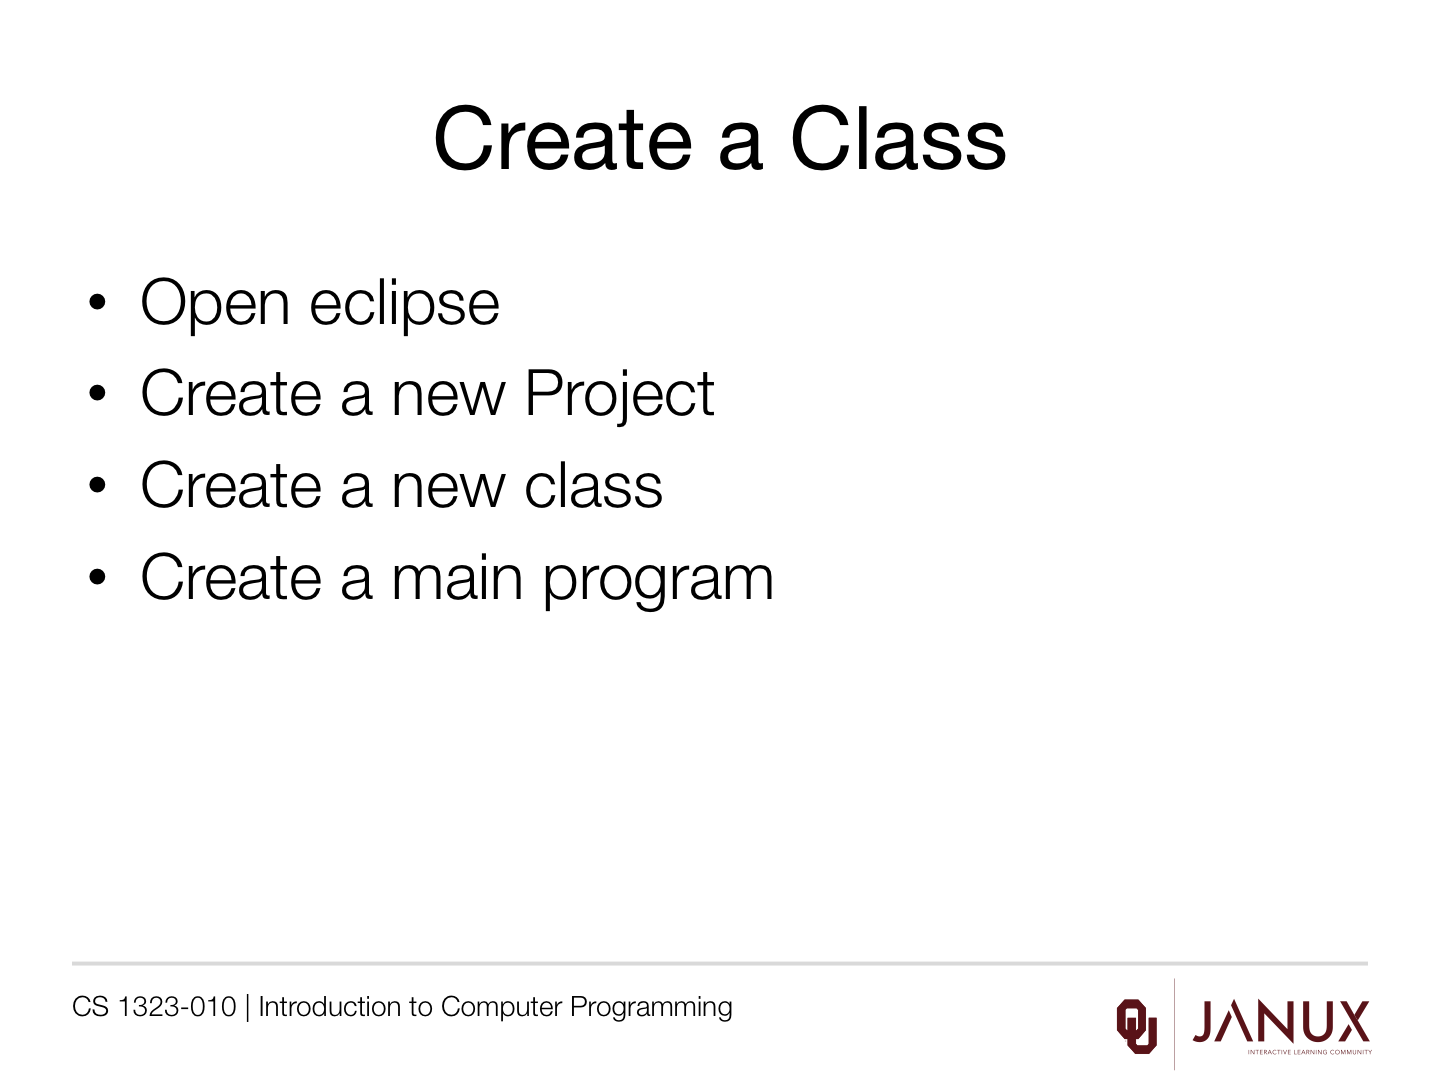 Create a Class
• Open eclipse
• Create a new Project
• Create a new class
• Create a main program
CS 1323-010 | Introduction to Computer Programming
OU
JANUX
INTERACTIVE LEARNING COMMUNITY